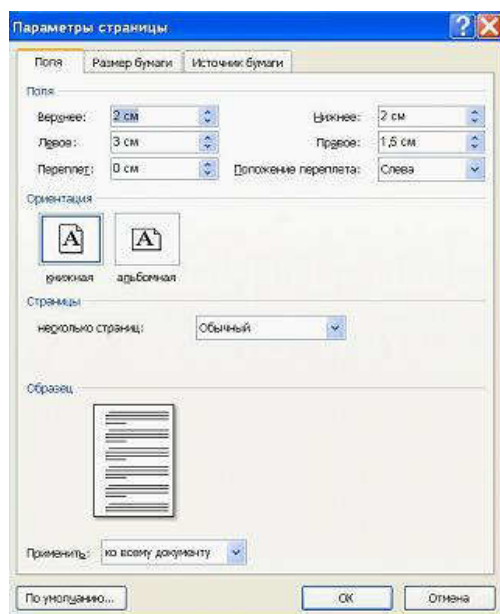 Параметры страницы
Поля Размер бумаги Источник бумаги
Поля
Верхнее: 2 см Нижнее: 2 см
Левое: 3 см Правое: 1,5 см
Переплет: 0 см Положение переплета: Слева
Ориентация
A A
книжная альбомная
Страницы
несколько страниц: Обычный
Образец
Применить: ко всему документу
По умолчанию... ОК Отмена